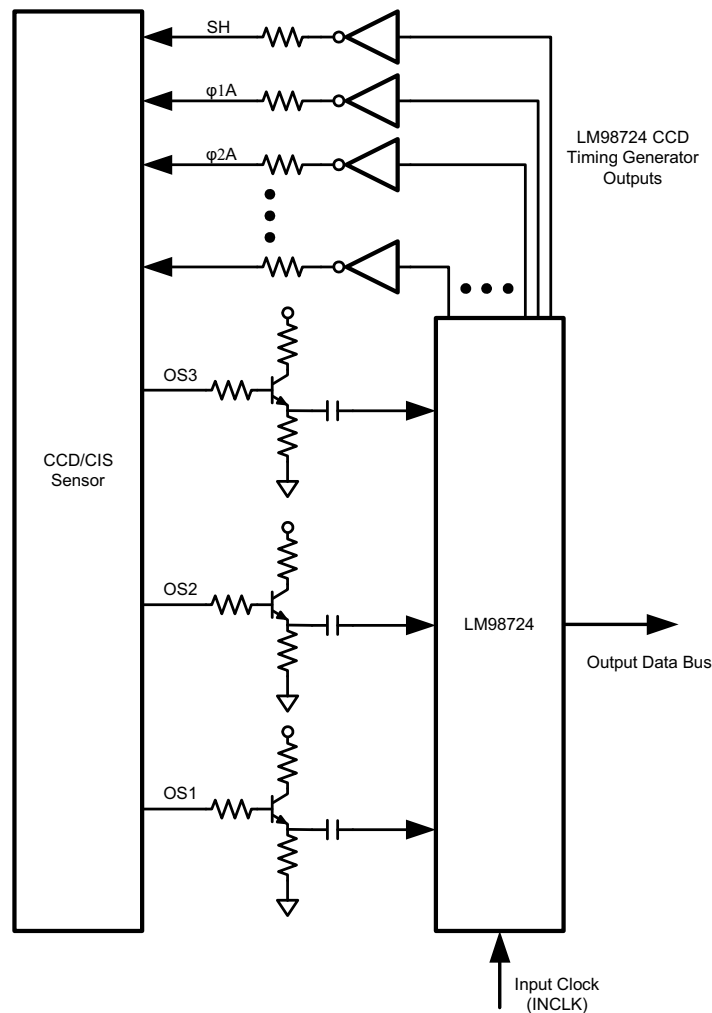 SH
φ1A
φ2A
LM98724 CCD
Timing Generator
Outputs
OS3
CCD/CIS
Sensor
OS2
LM98724
Output Data Bus
OS1
Input Clock
(INCLK)